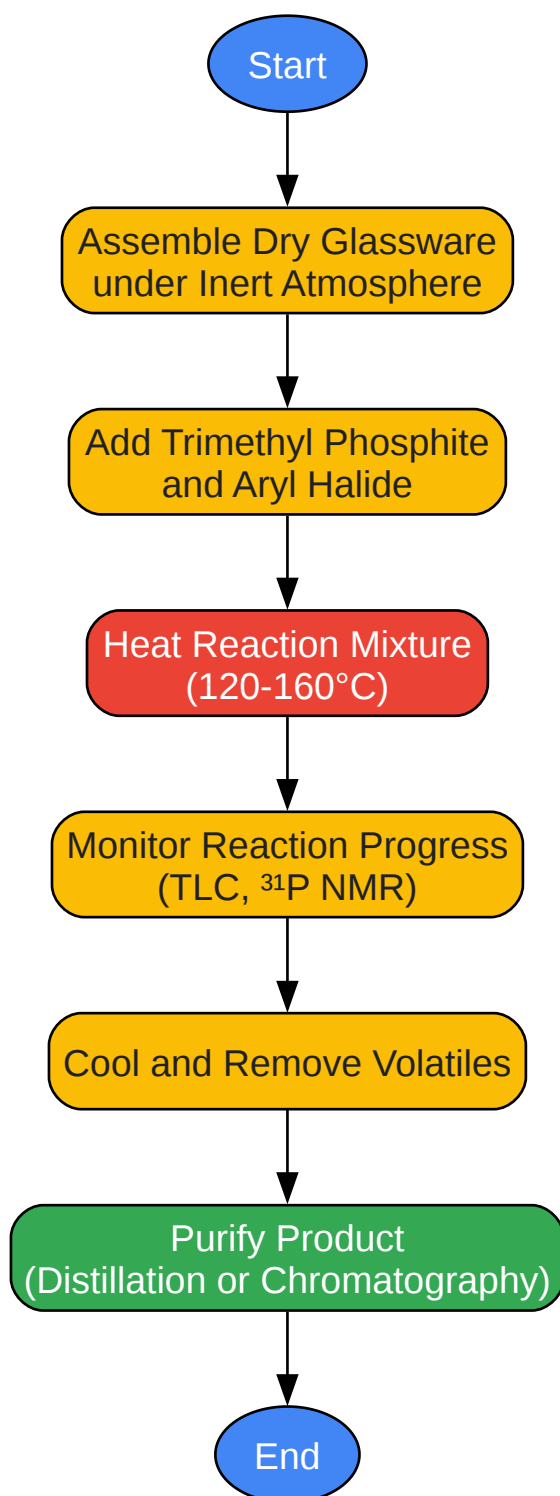 Start
Assemble Dry Glassware
under Inert Atmosphere
Add Trimethyl Phosphite
and Aryl Halide
Heat Reaction Mixture
(120-160°C)
Monitor Reaction Progress
(TLC, ³¹P NMR)
Cool and Remove Volatiles
Purify Product
(Distillation or Chromatography)
End